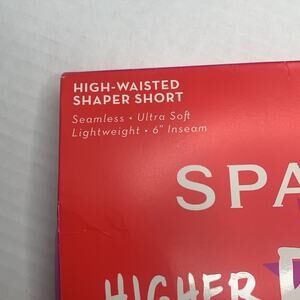 HIGH-WAISTED
SHAPER SHORT
Seamless • Ultra Soft
Lightweight • 6" Inseam
SPA
HIGHER